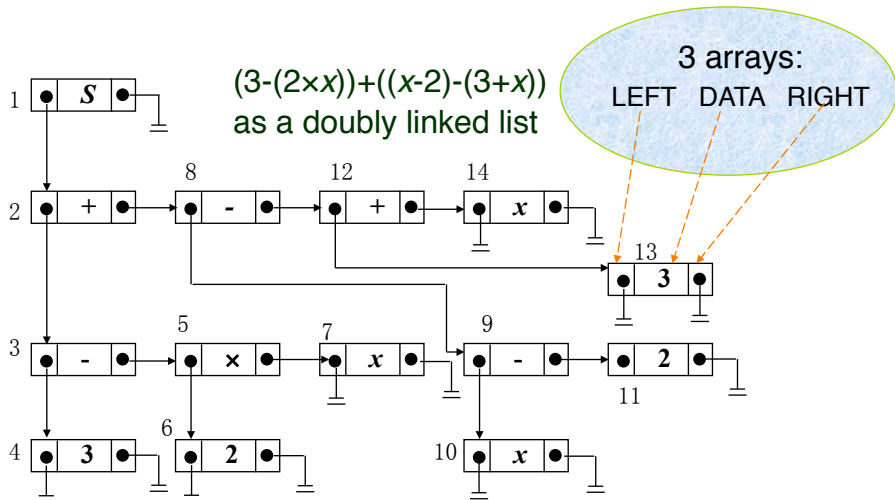 (3-(2×x))+((x-2)-(3+x))
as a doubly linked list
3 arrays:
LEFT DATA RIGHT
1 S
8 12 14
2 + - + x
13
3
3 - 5 × 7 x 9 - 2
11
4 3 6 2 10 x